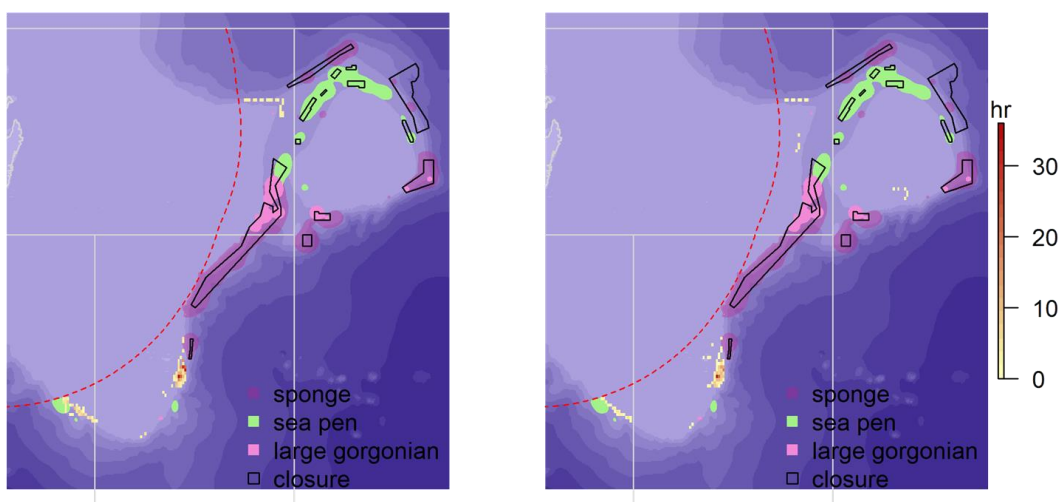 sponge
sea pen
large gorgonian
closure
sponge
sea pen
large gorgonian
closure
hr
30
20
10
0